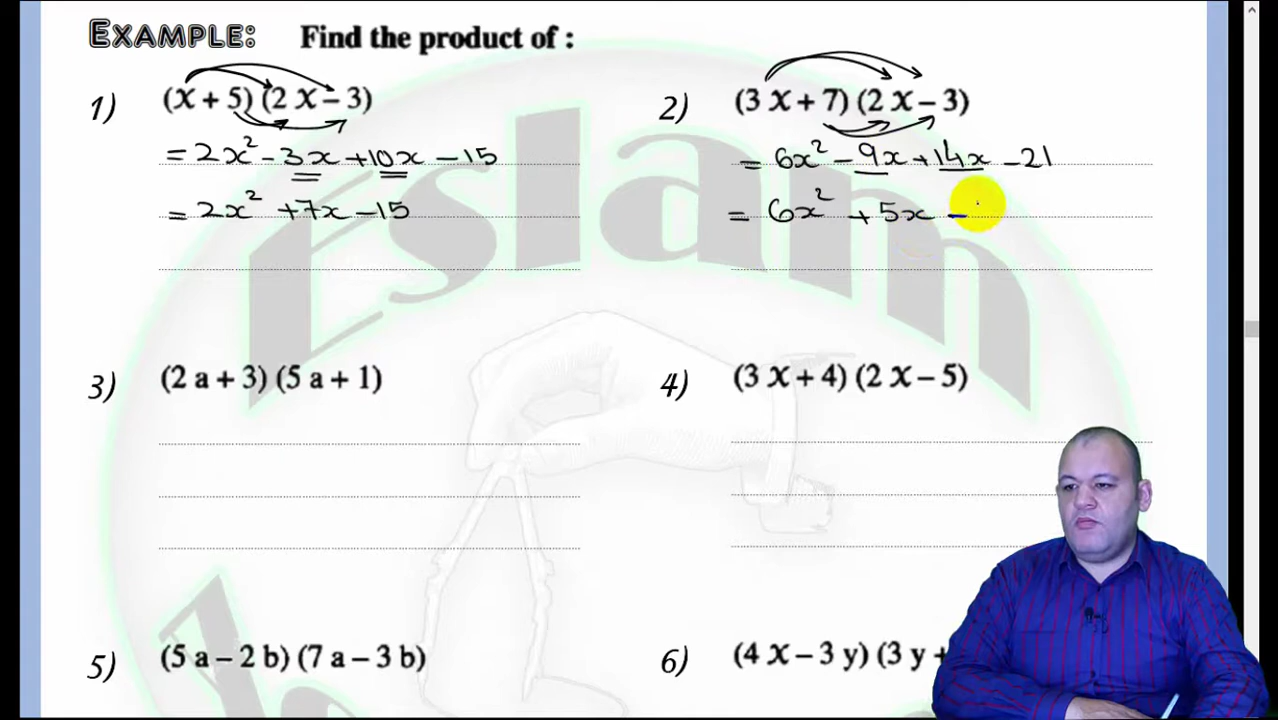 EXAMPLE: Find the product of :
1) (x + 5) (2 x − 3)
= 2x² - 3x + 10x - 15
= 2x² + 7x - 15
2) (3 x + 7) (2 x − 3)
= 6x² - 9x + 14x - 21
= 6x² + 5x -
3) (2 a + 3) (5 a + 1)
4) (3 x + 4) (2 x − 5)
5) (5 a − 2 b) (7 a − 3 b)
6) (4 x − 3 y) (3 y +
Eslam